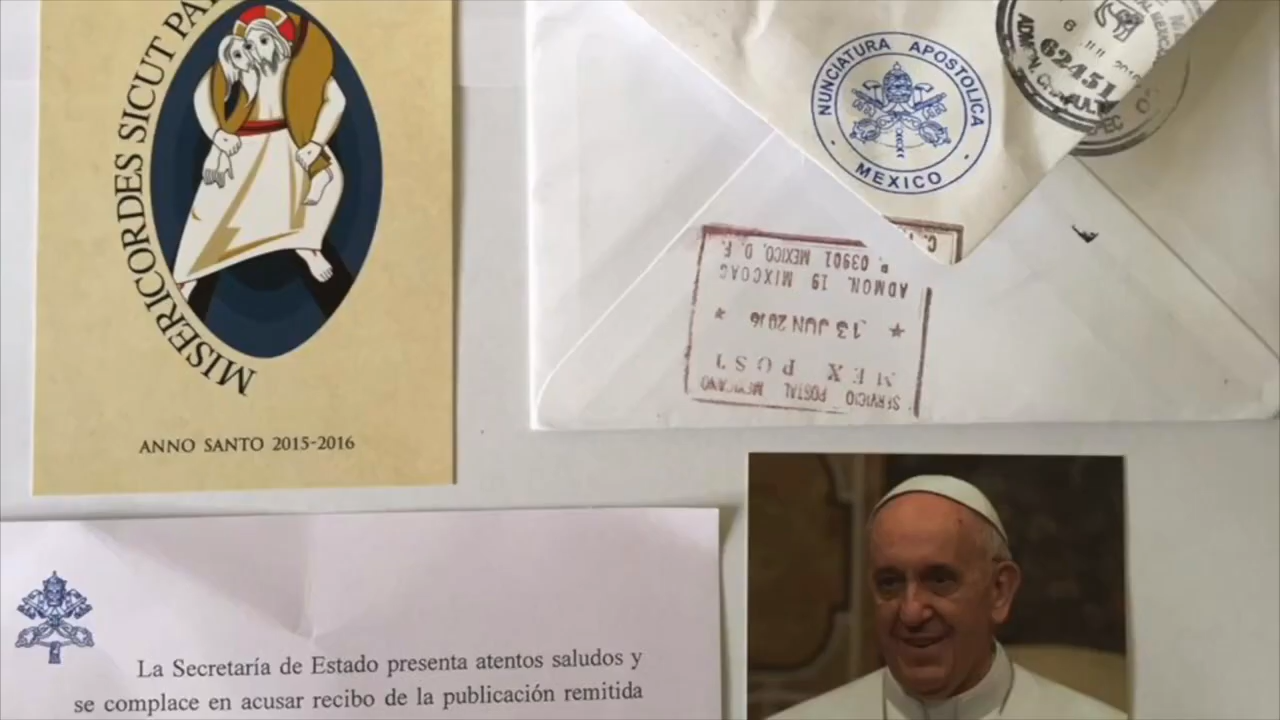 MISERICORDES SICUT
ANNO SANTO 2015-2016
NUNCIATURA APOSTOLICA
MEXICO
6
62451
SERVICIO POSTAL MEXICANO
MEX POST
* 13 JUN 2016 *
ADMON. 19 MIXCOAC
P. 03901 MEXICO, D. F.
La Secretaría de Estado presenta atentos saludos y
se complace en acusar recibo de la publicación remitida